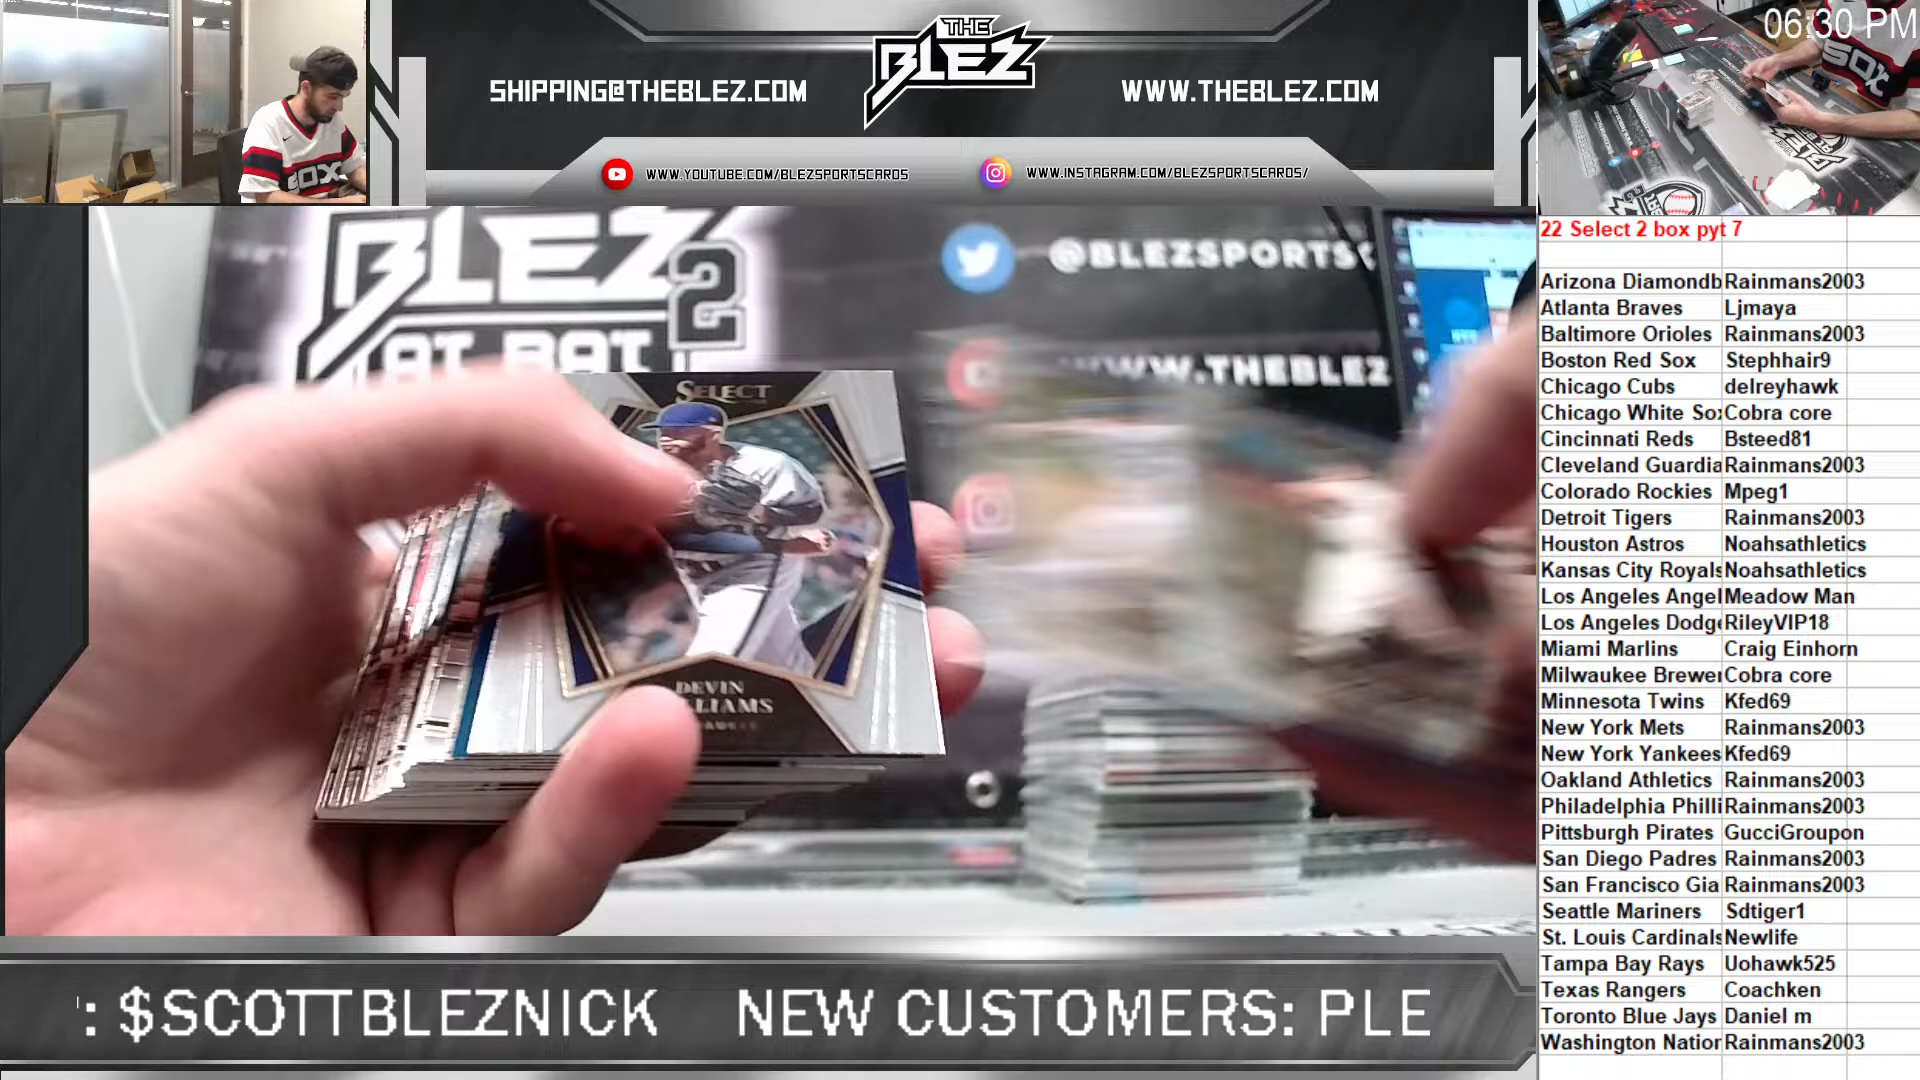 THE
BLEZ
SHIPPING@THEBLEZ.COM
WWW.THEBLEZ.COM
WWW.YOUTUBE.COM/BLEZSPORTSCARDS
WWW.INSTAGRAM.COM/BLEZSPORTSCARDS/
06:30 PM
SOX
SOX
BLEZ
2
AT BAT
@BLEZSPORTS
WWW.THEBLEZ
SELECT
DEVIN
22 Select 2 box pyt 7
Arizona Diamondb Rainmans2003
Atlanta Braves Ljmaya
Baltimore Orioles Rainmans2003
Boston Red Sox Stephhair9
Chicago Cubs delreyhawk
Chicago White Sox Cobra core
Cincinnati Reds Bsteed81
Cleveland Guardia Rainmans2003
Colorado Rockies Mpeg1
Detroit Tigers Rainmans2003
Houston Astros Noahsathletics
Kansas City Royals Noahsathletics
Los Angeles Angel Meadow Man
Los Angeles Dodge RileyVIP18
Miami Marlins Craig Einhorn
Milwaukee Brewer Cobra core
Minnesota Twins Kfed69
New York Mets Rainmans2003
New York Yankees Kfed69
Oakland Athletics Rainmans2003
Philadelphia Philli Rainmans2003
Pittsburgh Pirates GucciGroupon
San Diego Padres Rainmans2003
San Francisco Gia Rainmans2003
Seattle Mariners Sdtiger1
St. Louis Cardinals Newlife
Tampa Bay Rays Uohawk525
Texas Rangers Coachken
Toronto Blue Jays Daniel m
Washington Nation Rainmans2003
: $SCOTTBLEZNICK NEW CUSTOMERS: PLE